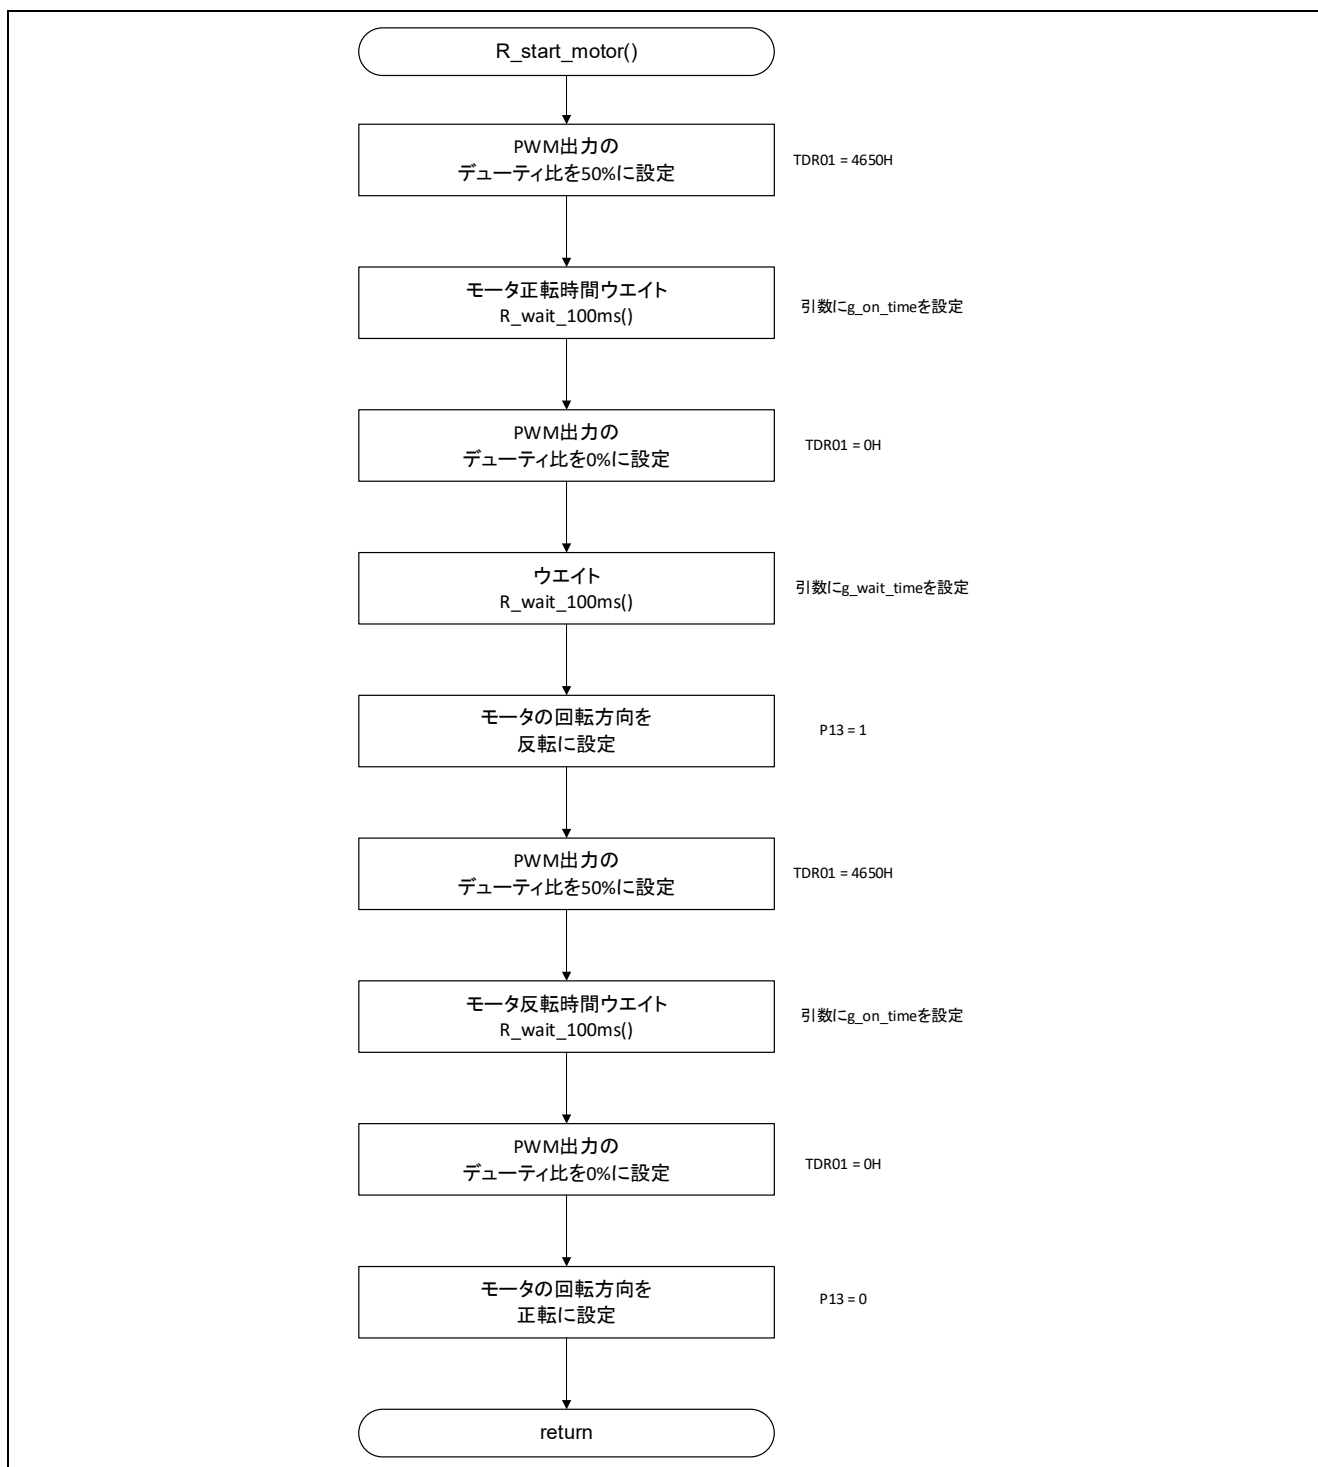 R_start_motor()
PWM出力の
デューティ比を50%に設定
TDR01 = 4650H
モータ正転時間ウエイト
R_wait_100ms()
引数にg_on_timeを設定
PWM出力の
デューティ比を0%に設定
TDR01 = 0H
ウエイト
R_wait_100ms()
引数にg_wait_timeを設定
モータの回転方向を
反転に設定
P13 = 1
PWM出力の
デューティ比を50%に設定
TDR01 = 4650H
モータ反転時間ウエイト
R_wait_100ms()
引数にg_on_timeを設定
PWM出力の
デューティ比を0%に設定
TDR01 = 0H
モータの回転方向を
正転に設定
P13 = 0
return